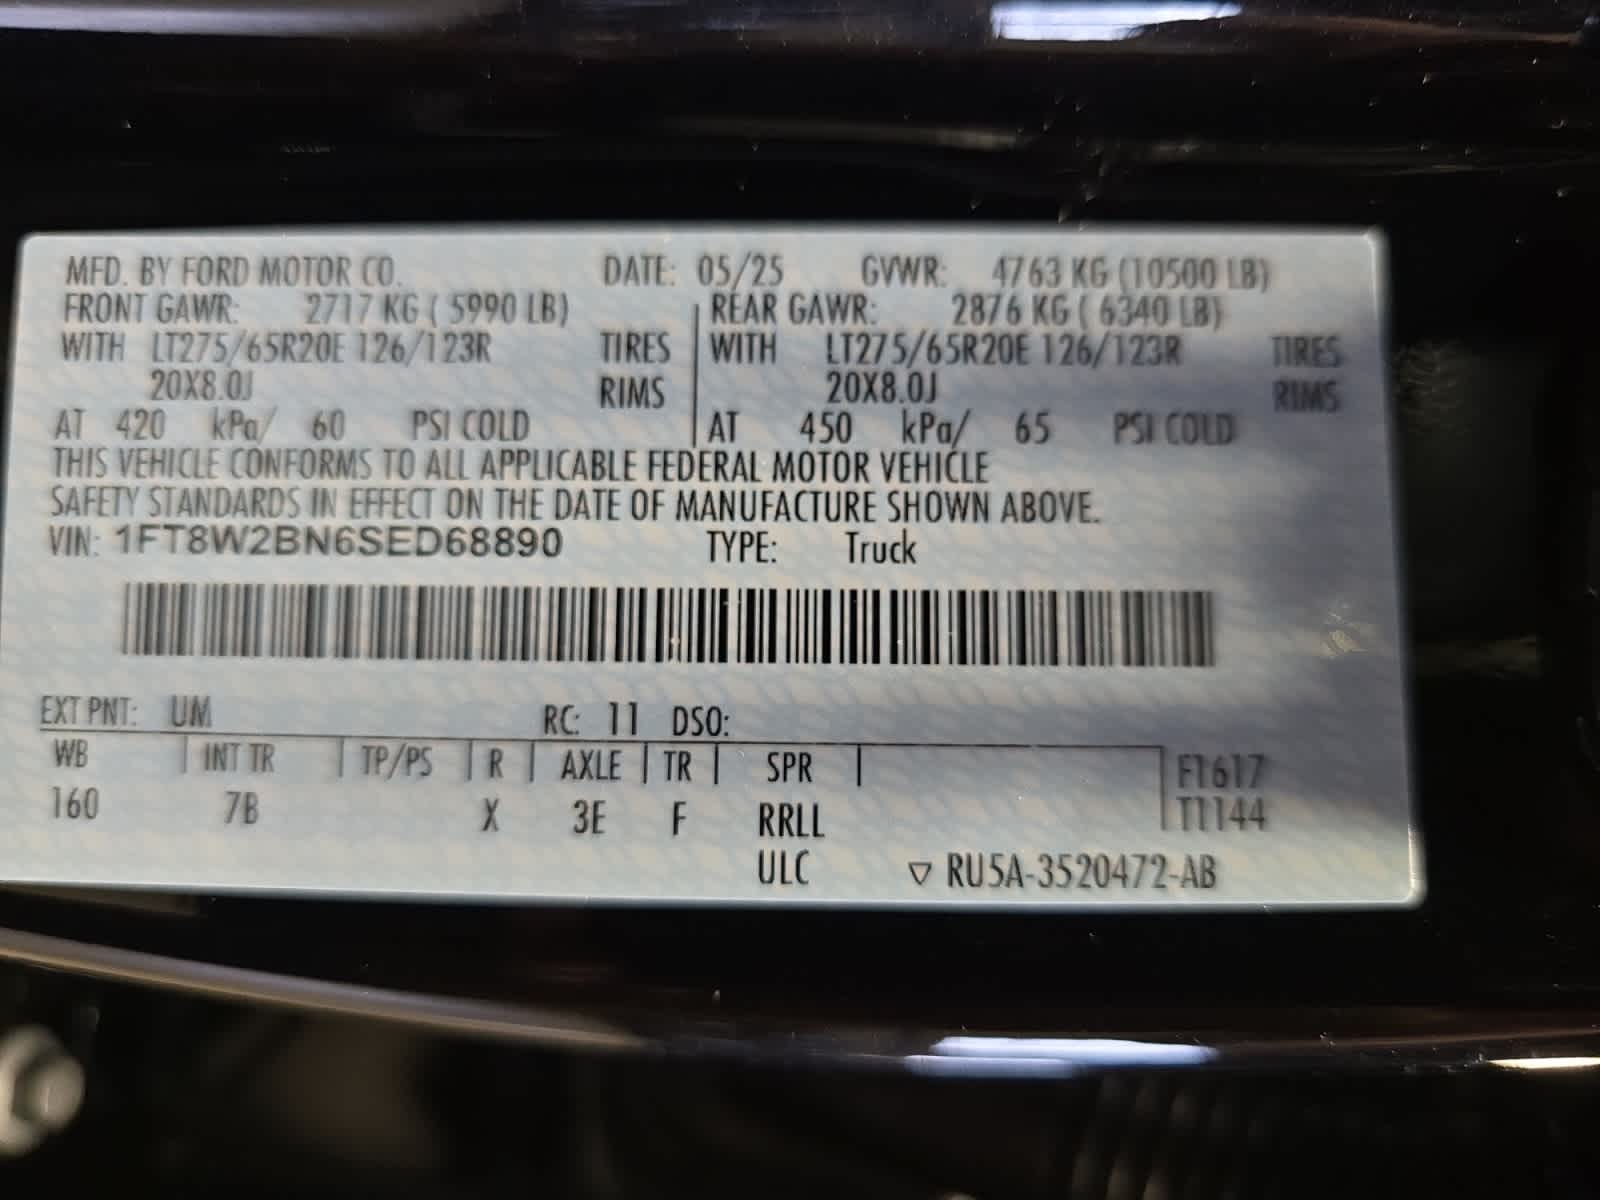 MFD. BY FORD MOTOR CO. DATE: 05/25 GVWR: 4763 KG (10500 LB)
FRONT GAWR: 2717 KG ( 5990 LB) REAR GAWR: 2876 KG ( 6340 LB)
WITH LT275/65R20E 126/123R TIRES WITH LT275/65R20E 126/123R TIRES
20X8.0J RIMS 20X8.0J RIMS
AT 420 kPa/ 60 PSI COLD AT 450 kPa/ 65 PSI COLD
THIS VEHICLE CONFORMS TO ALL APPLICABLE FEDERAL MOTOR VEHICLE
SAFETY STANDARDS IN EFFECT ON THE DATE OF MANUFACTURE SHOWN ABOVE.
VIN: 1FT8W2BN6SED68890 TYPE: Truck
EXT PNT: UM RC: 11 DSO:
WB INT TR TP/PS R AXLE TR SPR F1617
160 7B X 3E F RRLL T1144
ULC ▽ RU5A-3520472-AB